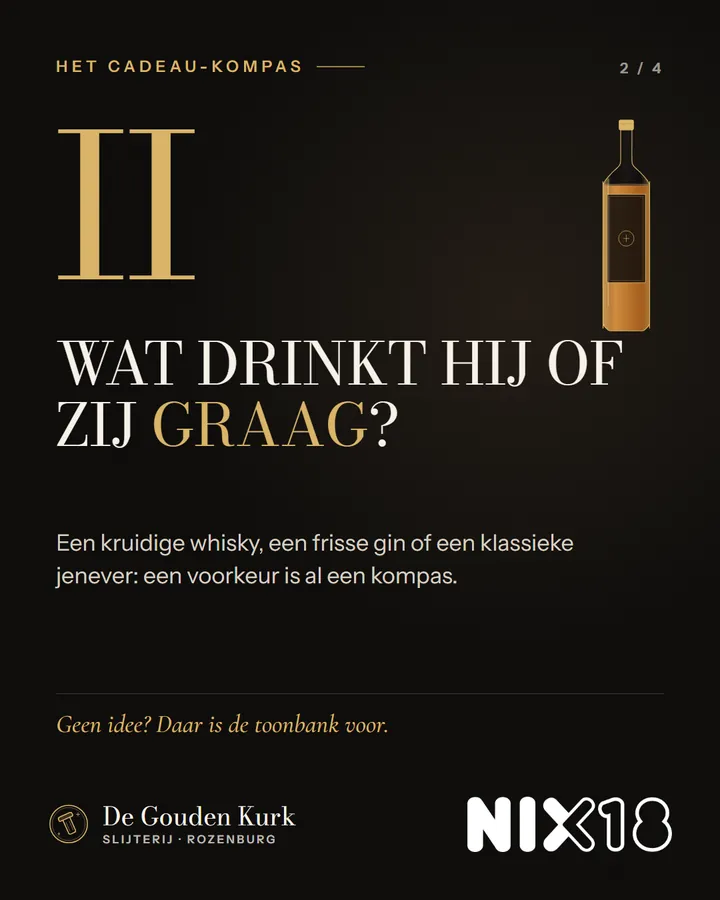 HET CADEAU-KOMPAS
2 / 4
II
WAT DRINKT HIJ OF
ZIJ GRAAG?
Een kruidige whisky, een frisse gin of een klassieke
jenever: een voorkeur is al een kompas.
Geen idee? Daar is de toonbank voor.
De Gouden Kurk
SLIJTERIJ · ROZENBURG
NIX18